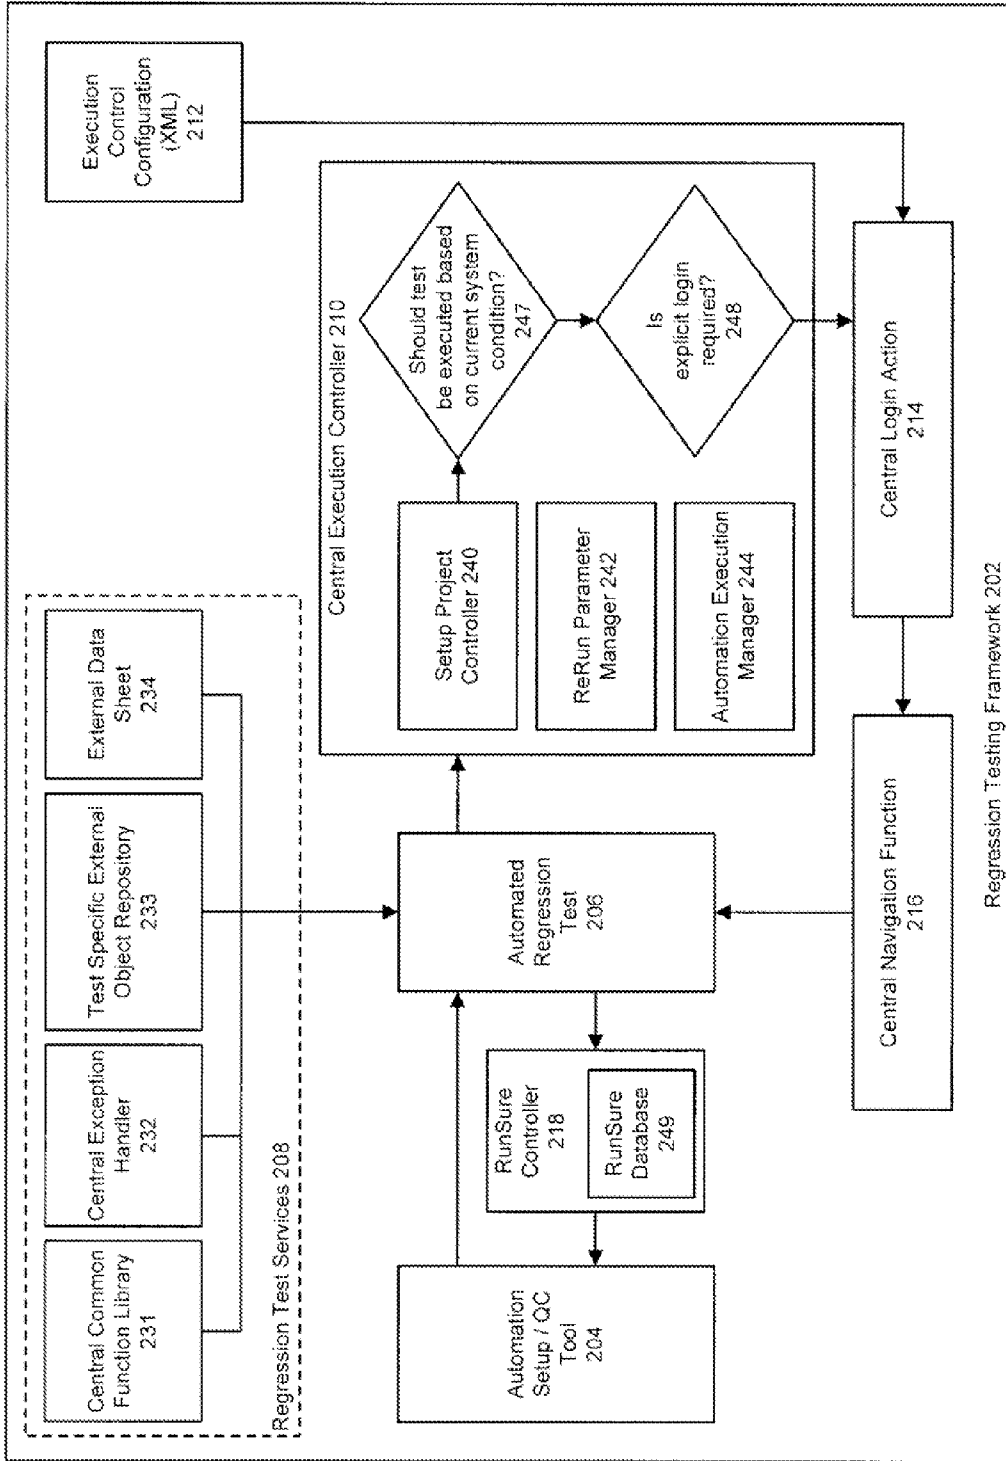 Central Common
Function Library
231
Central Exception
Handler
232
Test Specific External
Object Repository
233
External Data
Sheet
234
Regression Test Services 208
Execution
Control
Configuration
(XML)
212
Automation
Setup / QC
Tool
204
RunSure
Controller
218
RunSure
Database
249
Automated
Regression
Test
206
Central Execution Controller 210
Setup Project
Controller 240
ReRun Parameter
Manager 242
Automation Execution
Manager 244
Should test
be executed based
on current system
condition?
247
Is
explicit login
required?
248
Central Navigation Function
216
Central Login Action
214
Regression Testing Framework 202